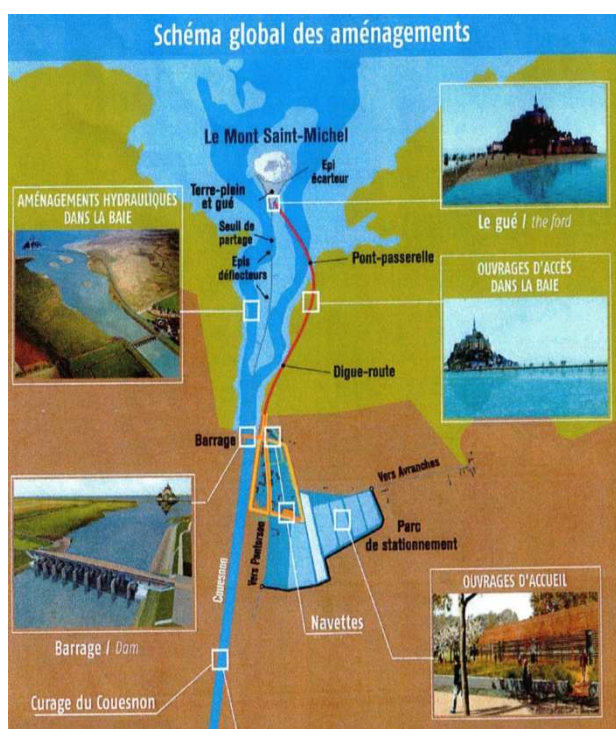 Schéma global des aménagements
Le Mont Saint-Michel
Epi
écarteur
Terre-plein
et gué
Le gué / the ford
AMÉNAGEMENTS HYDRAULIQUES
DANS LA BAIE
Seuil de
partage
Epis
déflecteurs
Pont-passerelle
OUVRAGES D'ACCÈS
DANS LA BAIE
Digue-route
Barrage
Vers Avranches
Parc
de stationnement
Vers Pontorson
Couesnon
OUVRAGES D'ACCUEIL
Navettes
Barrage / Dam
Curage du Couesnon